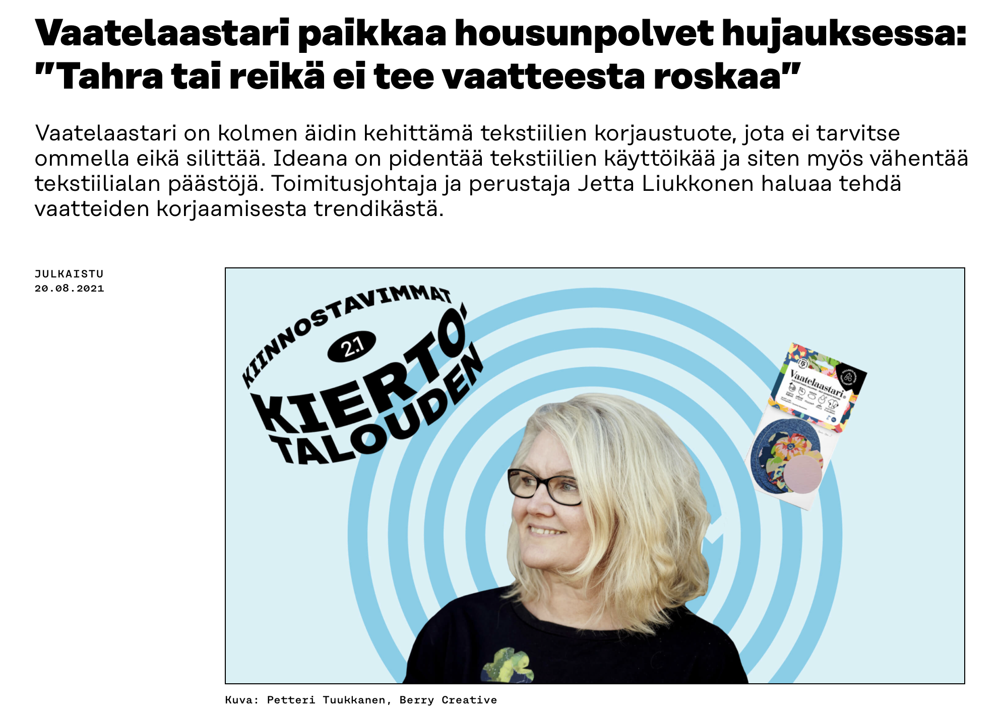 Vaatelaastari paikkaa housunpolvet hujauksessa:
”Tahra tai reikä ei tee vaatteesta roskaa”
Vaatelaastari on kolmen äidin kehittämä tekstiilien korjaustuote, jota ei tarvitse
ommella eikä silittää. Ideana on pidentää tekstiilien käyttöikää ja siten myös vähentää
tekstiilialan päästöjä. Toimitusjohtaja ja perustaja Jetta Liukkonen haluaa tehdä
vaatteiden korjaamisesta trendikästä.
JULKAISTU
20.08.2021
KIINNOSTAVIMMAT
2.1
KIERTO-
TALOUDEN
Vaatelaastari®
Kuva: Petteri Tuukkanen, Berry Creative